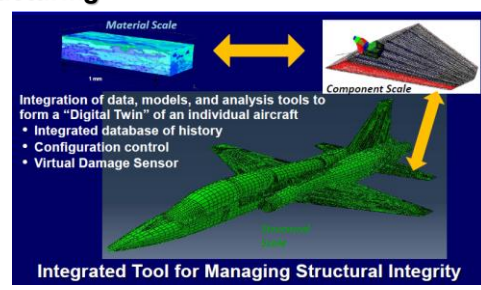 Material Scale
1 mm
Component Scale
Integration of data, models, and analysis tools to
form a “Digital Twin” of an individual aircraft
• Integrated database of history
• Configuration control
• Virtual Damage Sensor
Scale
Integrated Tool for Managing Structural Integrity